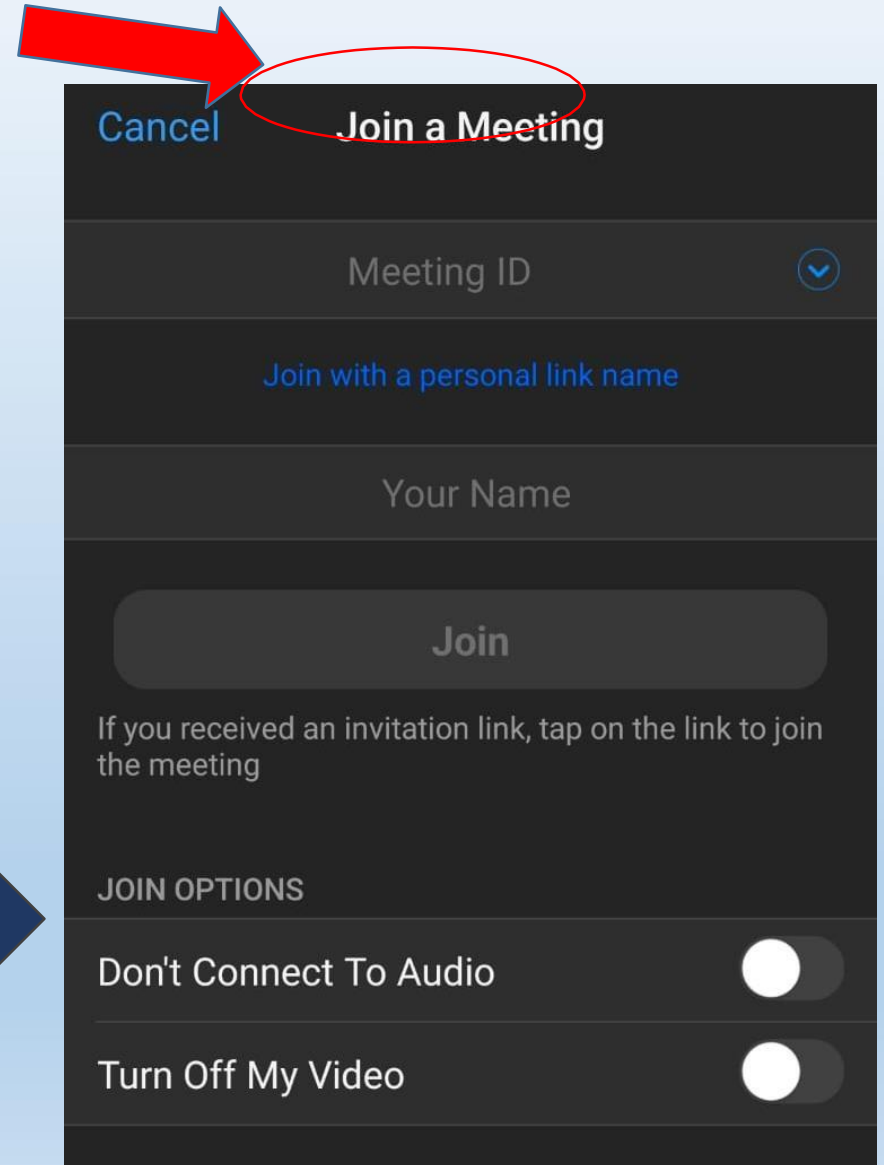 Cancel Join a Meeting
Meeting ID
Join with a personal link name
Your Name
Join
If you received an invitation link, tap on the link to join
the meeting
JOIN OPTIONS
Don't Connect To Audio
Turn Off My Video